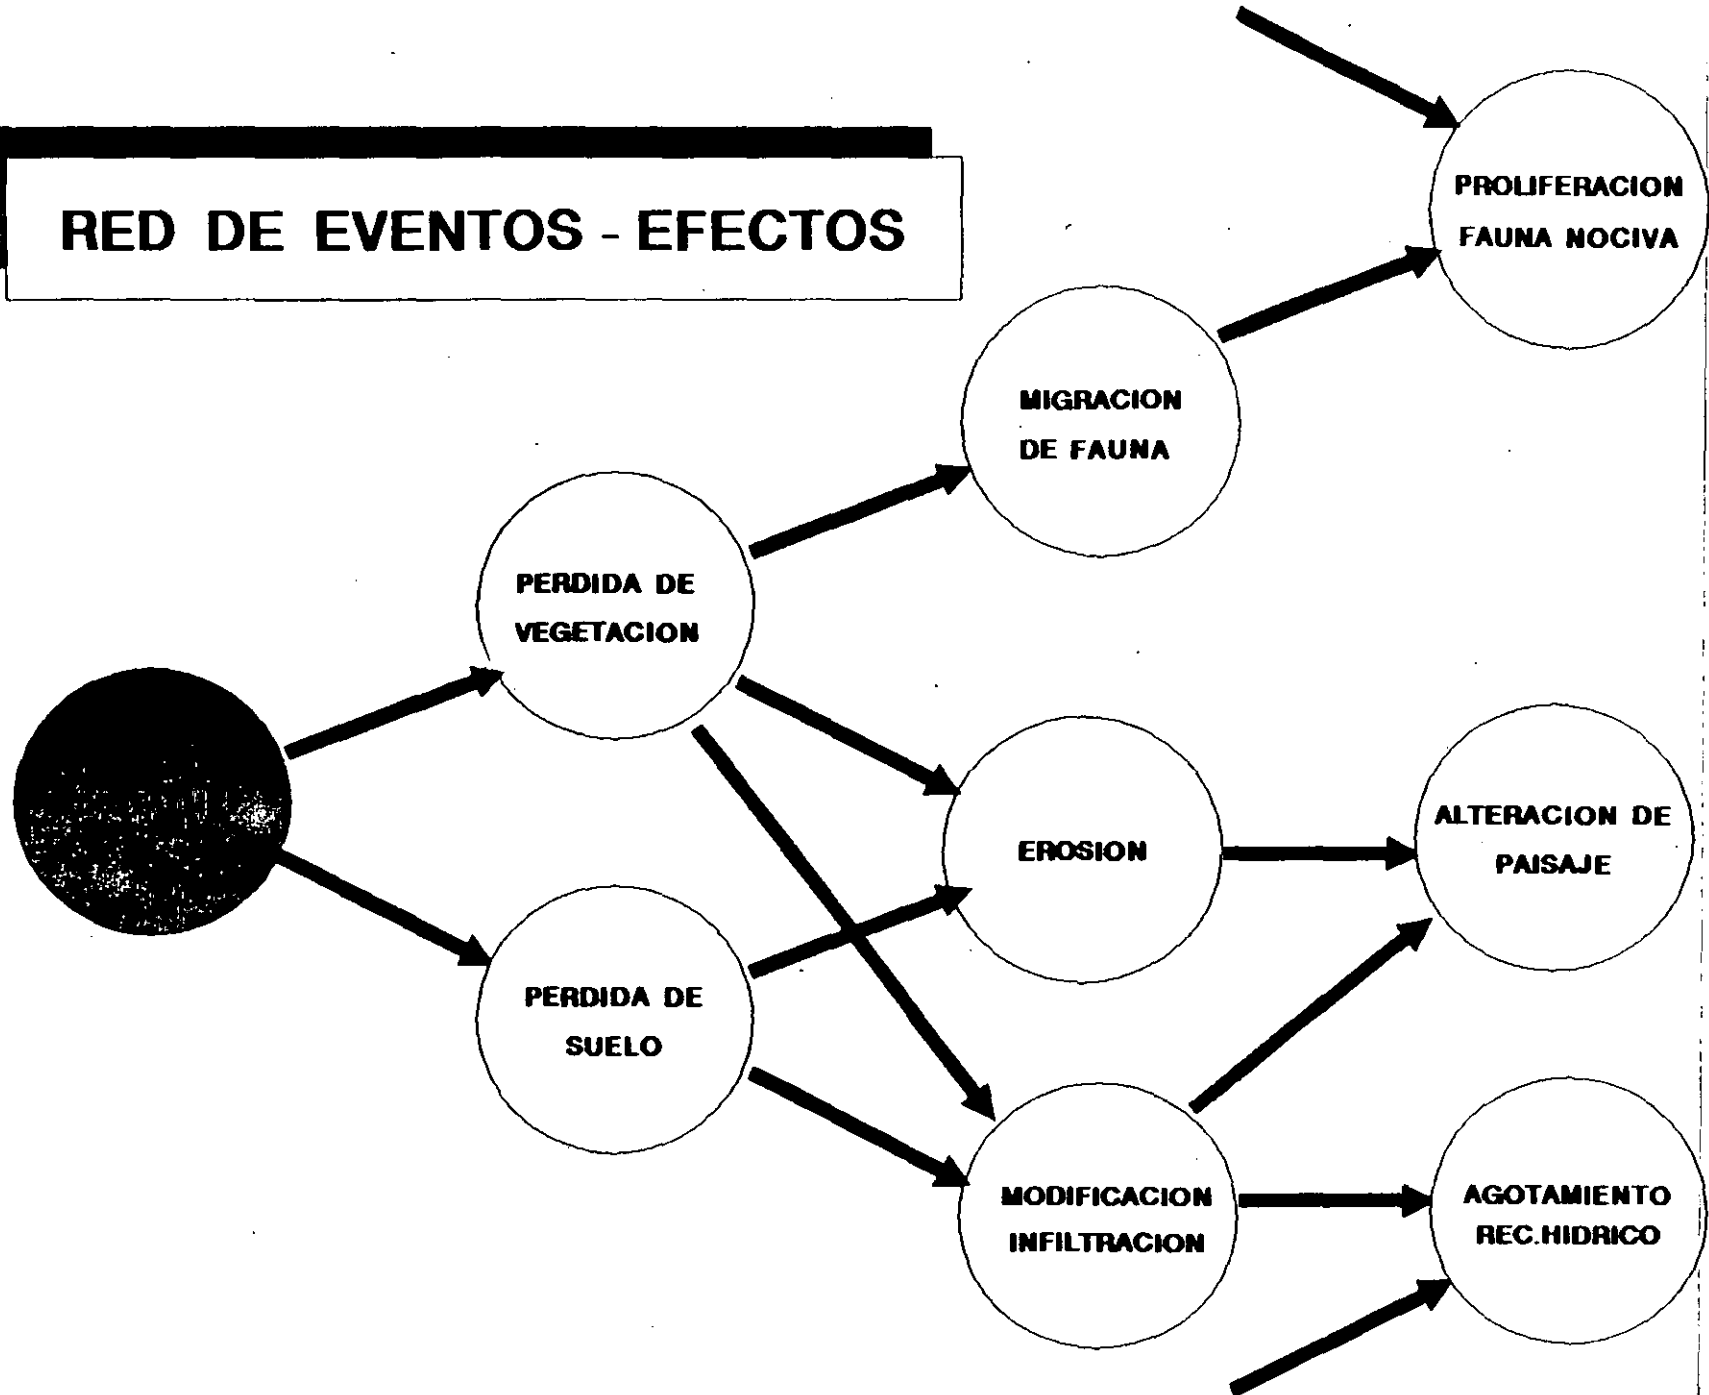 RED DE EVENTOS - EFECTOS
PROLIFERACION
FAUNA NOCIVA
MIGRACION
DE FAUNA
PERDIDA DE
VEGETACION
EROSION
ALTERACION DE
PAISAJE
PERDIDA DE
SUELO
MODIFICACION
INFILTRACION
AGOTAMIENTO
REC.HIDRICO